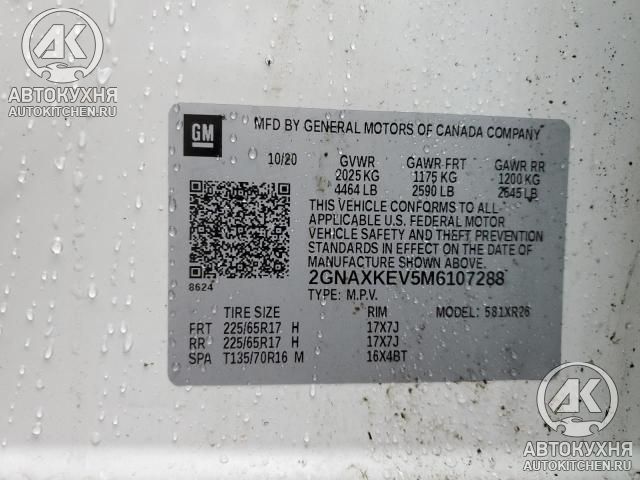 AK
АВТОКУХНЯ
AUTOKITCHEN.RU
GM
MFD BY GENERAL MOTORS OF CANADA COMPANY
10/20 GVWR GAWR FRT GAWR RR
2025 KG 1175 KG 1200 KG
4464 LB 2590 LB 2645 LB
THIS VEHICLE CONFORMS TO ALL
APPLICABLE U.S. FEDERAL MOTOR
VEHICLE SAFETY, BUMPER, AND THEFT PREVENTION
STANDARDS IN EFFECT ON THE DATE OF
MANUFACTURE SHOWN ABOVE.
8624
2GNAXKEV5M6107288
TYPE: M.P.V. MODEL: 581XR26
TIRE SIZE RIM
FRT 225/65R17 H 17X7J
RR 225/65R17 H 17X7J
SPA T135/70R16 M 16X4BT
AK
АВТОКУХНЯ
AUTOKITCHEN.RU